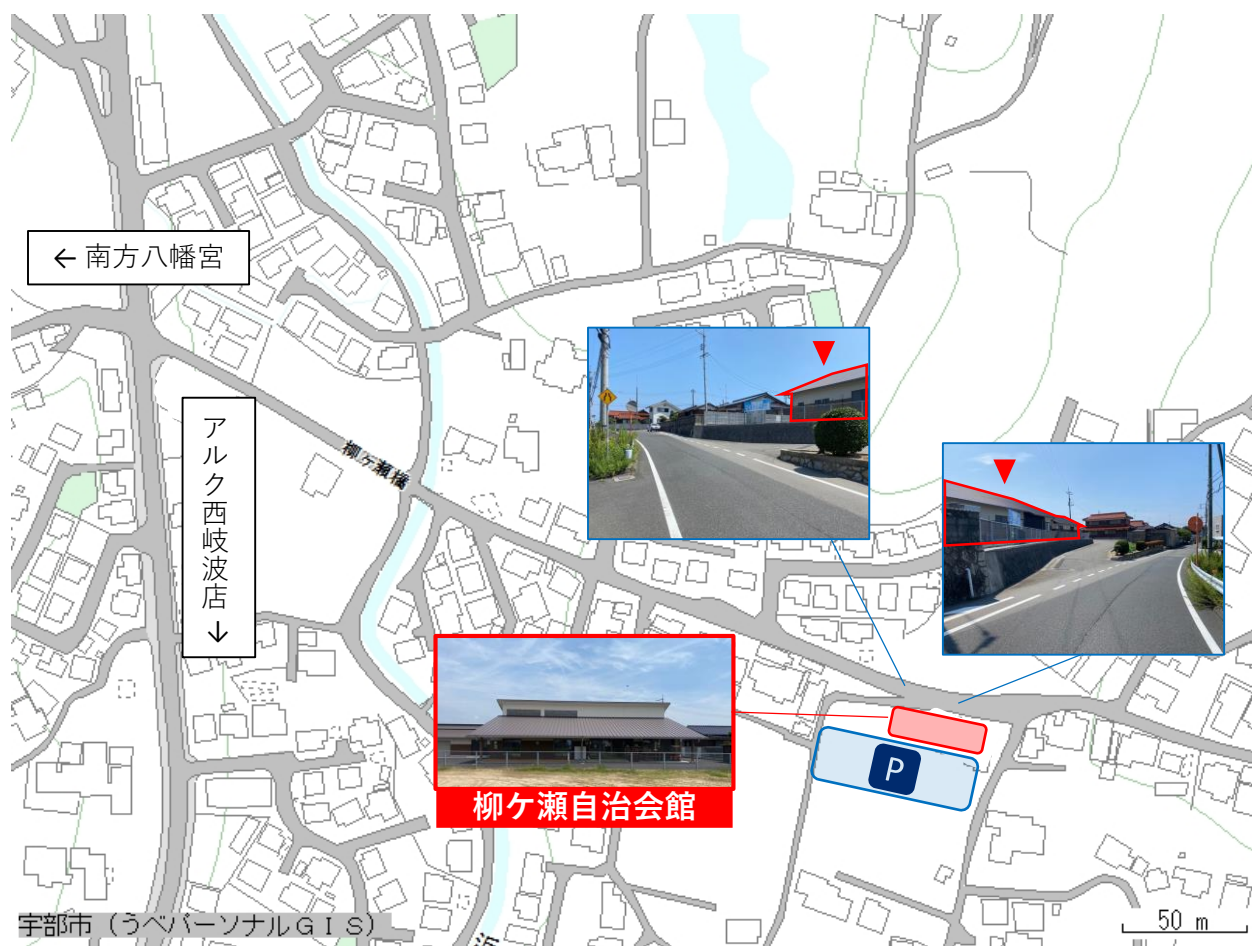 ← 南方八幡宮
アルク西岐波店 ↓
柳ヶ瀬橋
柳ケ瀬自治会館
P
宇部市（うべパーソナルＧＩＳ）
50 m